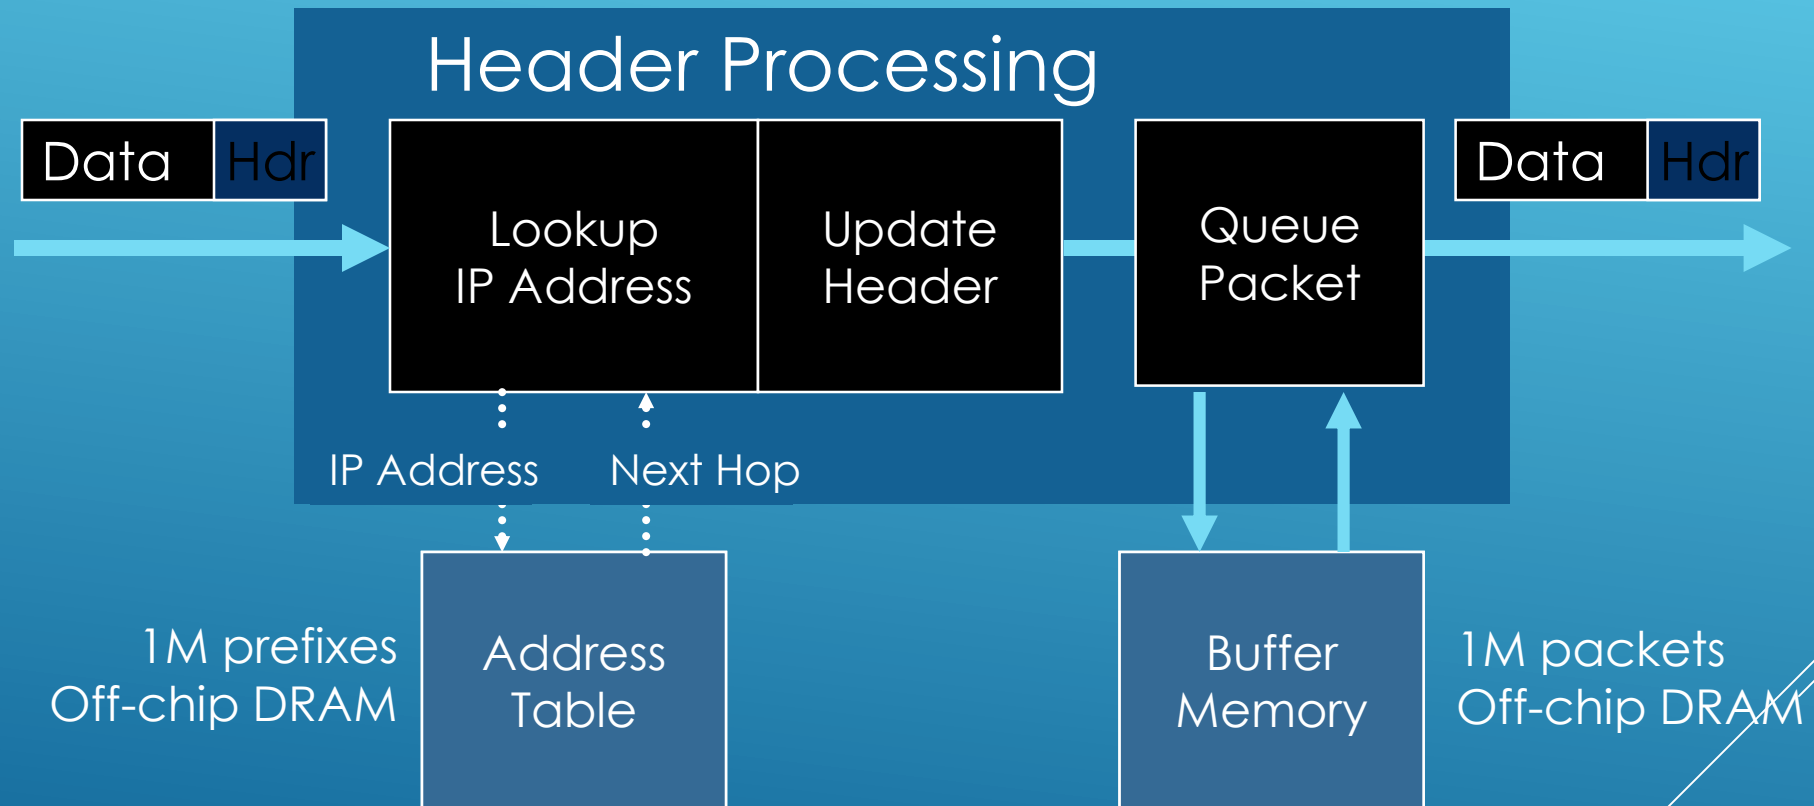 Header Processing
Data Hdr
Lookup
IP Address
Update
Header
Queue
Packet
Data Hdr
IP Address
Next Hop
1M prefixes
Off-chip DRAM
Address
Table
Buffer
Memory
1M packets
Off-chip DRAM